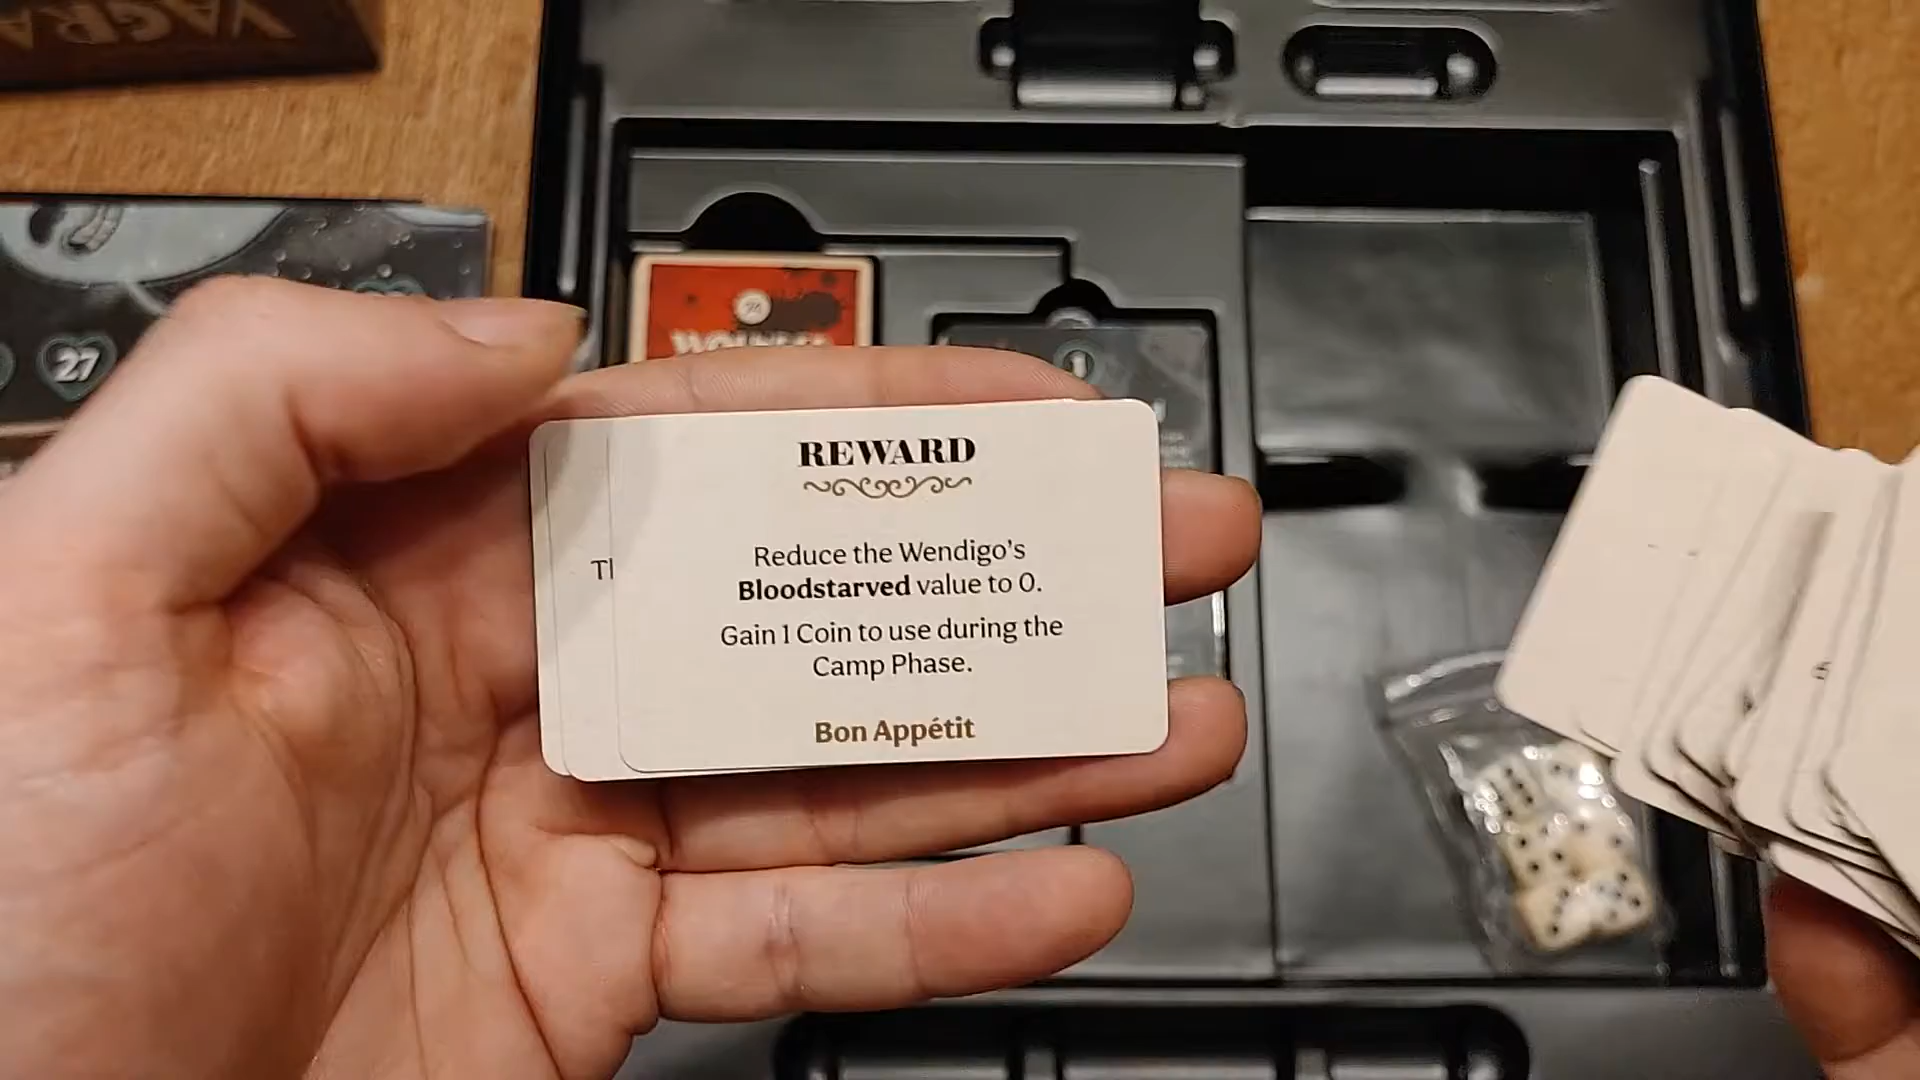 27
1
REWARD
Reduce the Wendigo's
Bloodstarved value to 0.
Gain 1 Coin to use during the
Camp Phase.
Bon Appétit